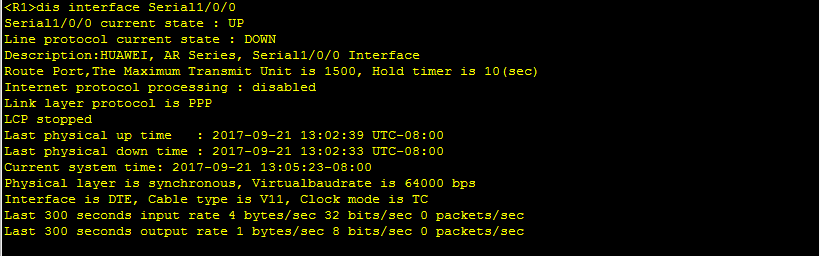 <R1>dis interface Serial1/0/0
Serial1/0/0 current state : UP
Line protocol current state : DOWN
Description:HUAWEI, AR Series, Serial1/0/0 Interface
Route Port,The Maximum Transmit Unit is 1500, Hold timer is 10(sec)
Internet protocol processing : disabled
Link layer protocol is PPP
LCP stopped
Last physical up time   : 2017-09-21 13:02:39 UTC-08:00
Last physical down time : 2017-09-21 13:02:33 UTC-08:00
Current system time: 2017-09-21 13:05:23-08:00
Physical layer is synchronous, Virtualbaudrate is 64000 bps
Interface is DTE, Cable type is V11, Clock mode is TC
Last 300 seconds input rate 4 bytes/sec 32 bits/sec 0 packets/sec
Last 300 seconds output rate 1 bytes/sec 8 bits/sec 0 packets/sec